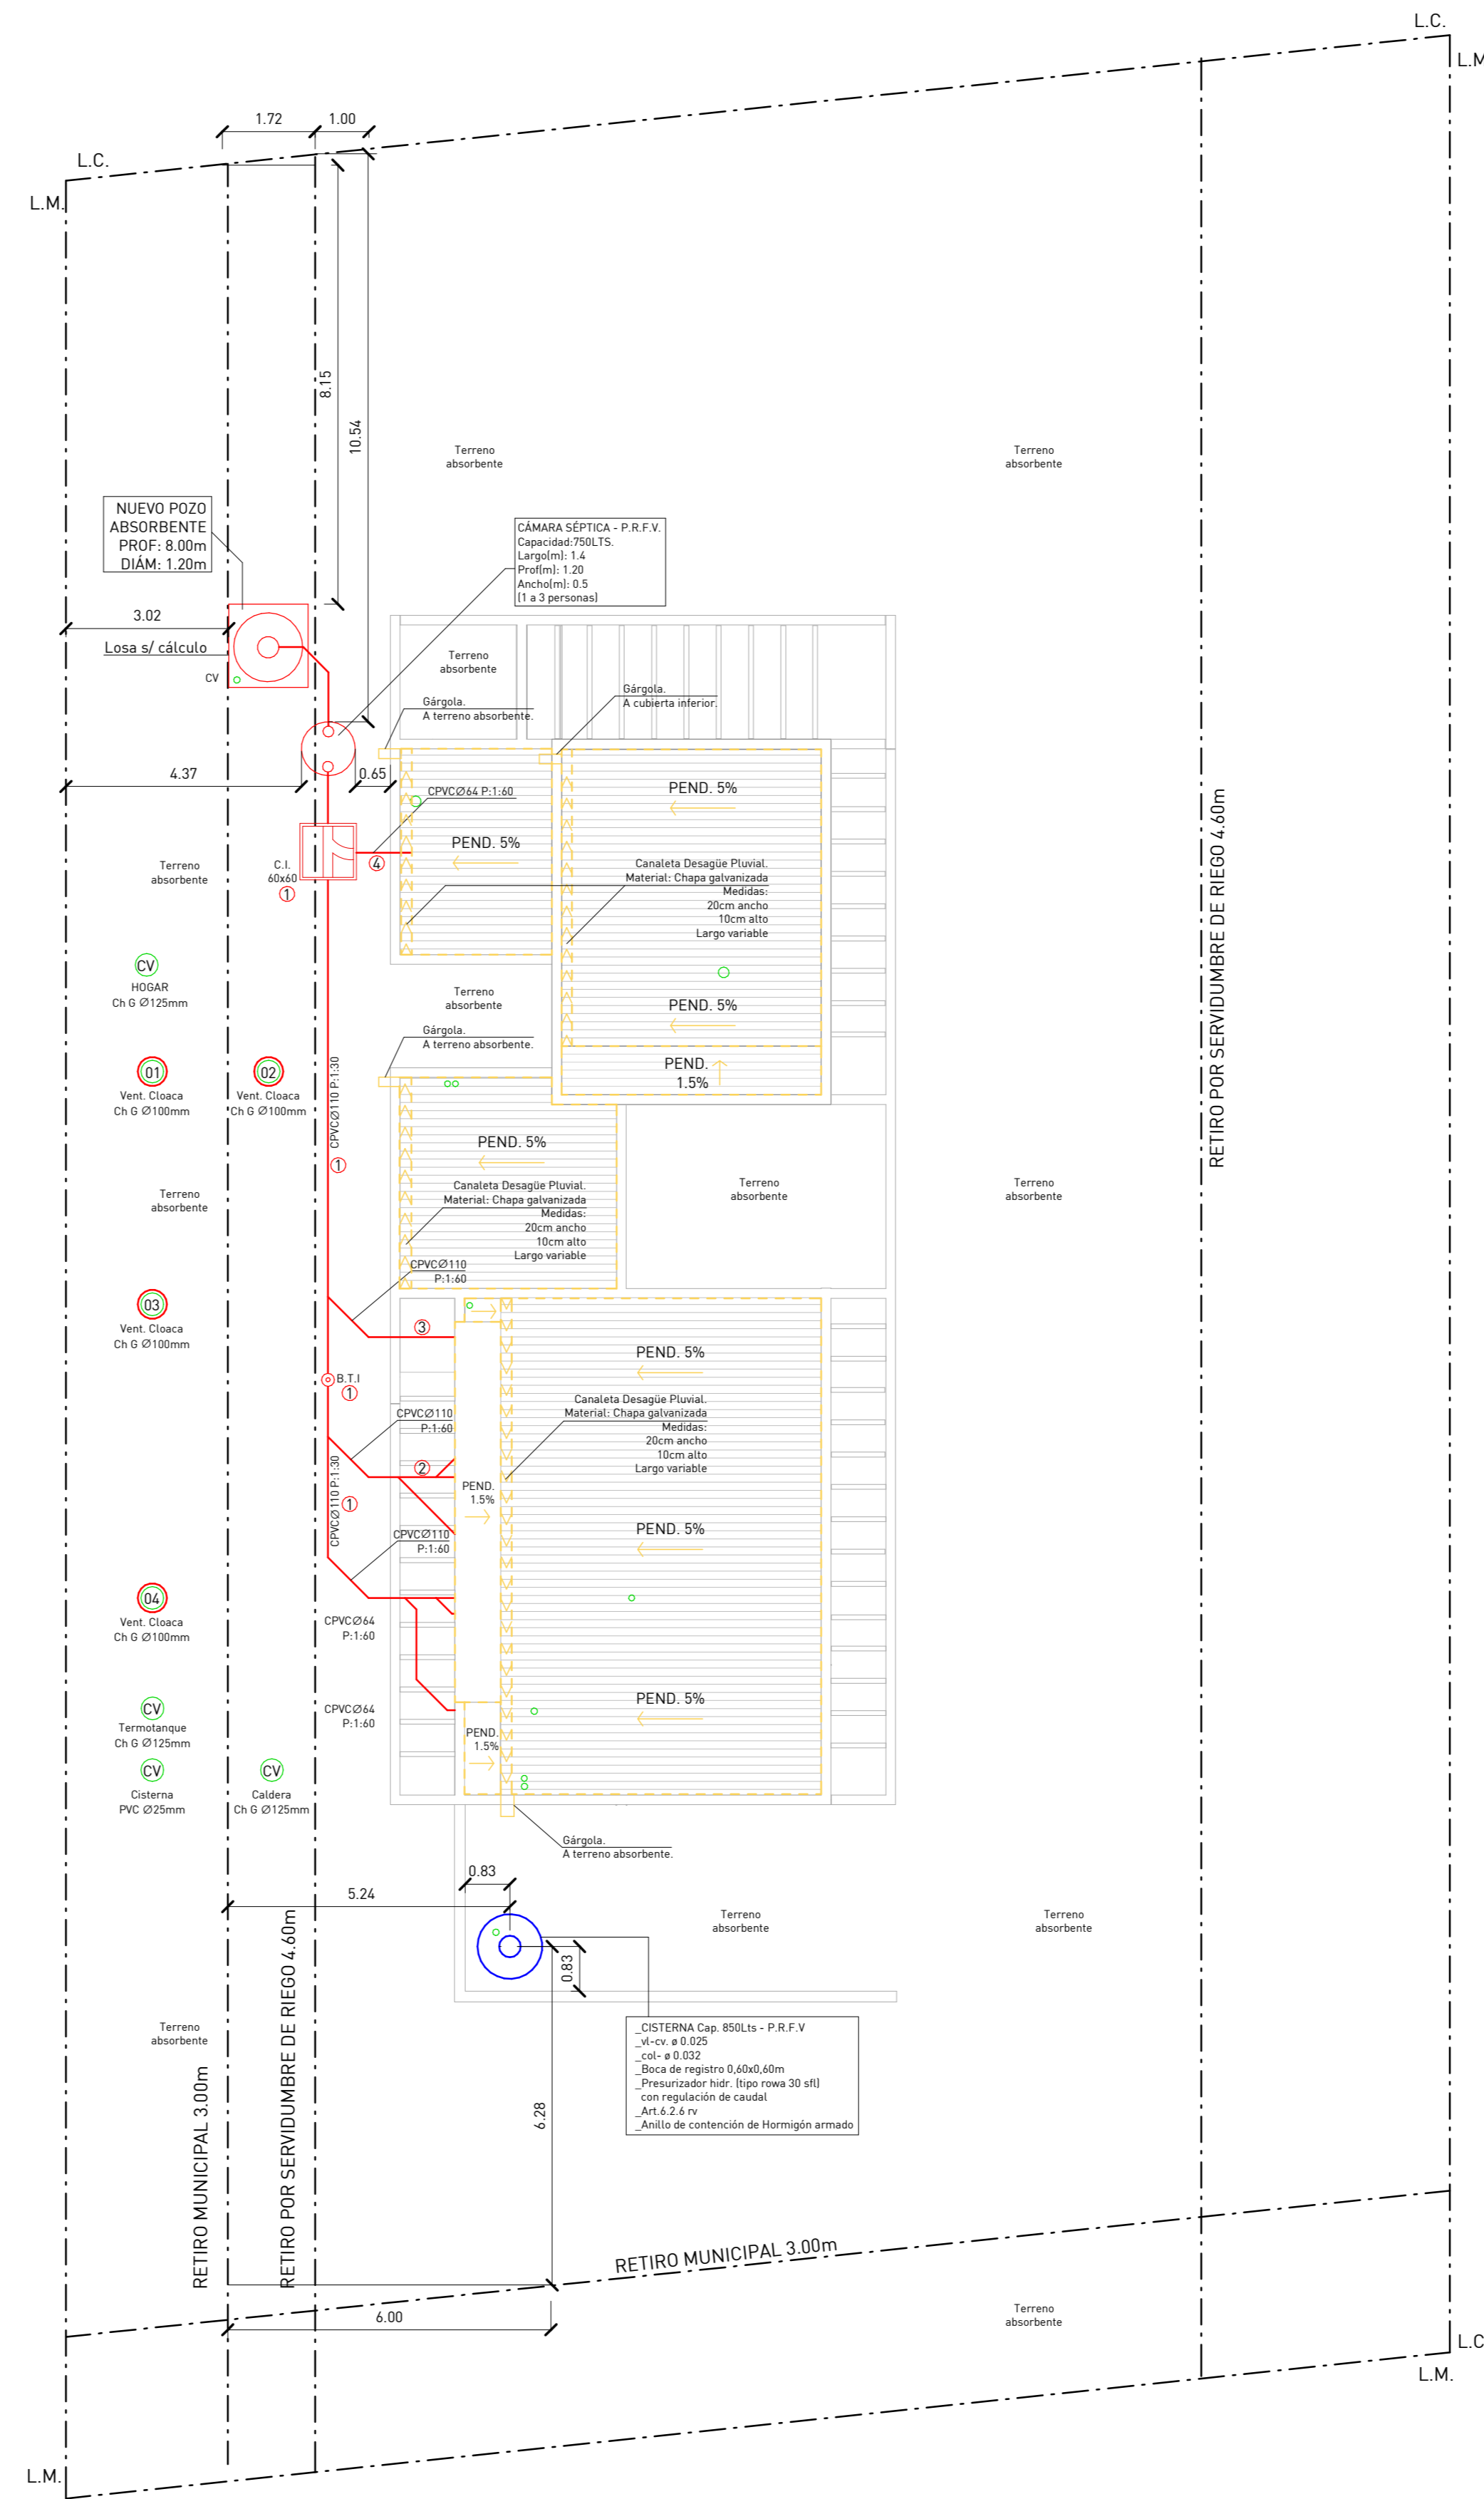 L.C.
L.M
1.72
1.00
L.C.
L.M.
8.15
10.54
Terreno
absorbente
Terreno
absorbente
NUEVO POZO
ABSORBENTE
PROF: 8.00m
DIÁM: 1.20m
CÁMARA SÉPTICA - P.R.F.V.
Capacidad:750LTS.
Largo(m): 1.4
Prof(m): 1.20
Ancho(m): 0.5
(1 a 3 personas)
3.02
Losa s/ cálculo
CV
Terreno
absorbente
Gárgola.
A terreno absorbente.
Gárgola.
A cubierta inferior.
4.37
0.65
CPVCØ64 P:1:60
PEND. 5%
PEND. 5%
RETIRO POR SERVIDUMBRE DE RIEGO 4.60m
Terreno
absorbente
C.I.
60x60
1
4
Canaleta Desagüe Pluvial.
Material: Chapa galvanizada
Medidas:
20cm ancho
10cm alto
Largo variable
CV
HOGAR
Ch G Ø125mm
Terreno
absorbente
PEND. 5%
Gárgola.
A terreno absorbente.
01
Vent. Cloaca
Ch G Ø100mm
02
Vent. Cloaca
Ch G Ø100mm
CPVCØ110 P:1:30
1
PEND.
1.5%
PEND. 5%
Terreno
absorbente
Canaleta Desagüe Pluvial.
Material: Chapa galvanizada
Medidas:
20cm ancho
10cm alto
Largo variable
Terreno
absorbente
Terreno
absorbente
CPVCØ110
P:1:60
03
Vent. Cloaca
Ch G Ø100mm
3
B.T.I
1
PEND. 5%
Canaleta Desagüe Pluvial.
Material: Chapa galvanizada
Medidas:
20cm ancho
10cm alto
Largo variable
CPVCØ110
P:1:60
2
CPVCØ110 P:1:30
1
PEND.
1.5%
PEND. 5%
CPVCØ110
P:1:60
04
Vent. Cloaca
Ch G Ø100mm
CPVCØ64
P:1:60
CV
Termotanque
Ch G Ø125mm
CPVCØ64
P:1:60
PEND. 5%
PEND.
1.5%
CV
Cisterna
PVC Ø25mm
CV
Caldera
Ch G Ø125mm
Gárgola.
A terreno absorbente.
0.83
5.24
Terreno
absorbente
Terreno
absorbente
0.83
RETIRO MUNICIPAL 3.00m
RETIRO POR SERVIDUMBRE DE RIEGO 4.60m
Terreno
absorbente
_CISTERNA Cap. 850Lts - P.R.F.V
_vl-cv. ø 0.025
_col- ø 0.032
_Boca de registro 0,60x0,60m
_Presurizador hidr. (tipo rowa 30 sfl)
con regulación de caudal
_Art.6.2.6 rv
_Anillo de contención de Hormigón armado
6.28
RETIRO MUNICIPAL 3.00m
6.00
Terreno
absorbente
L.C
L.M.
L.M.